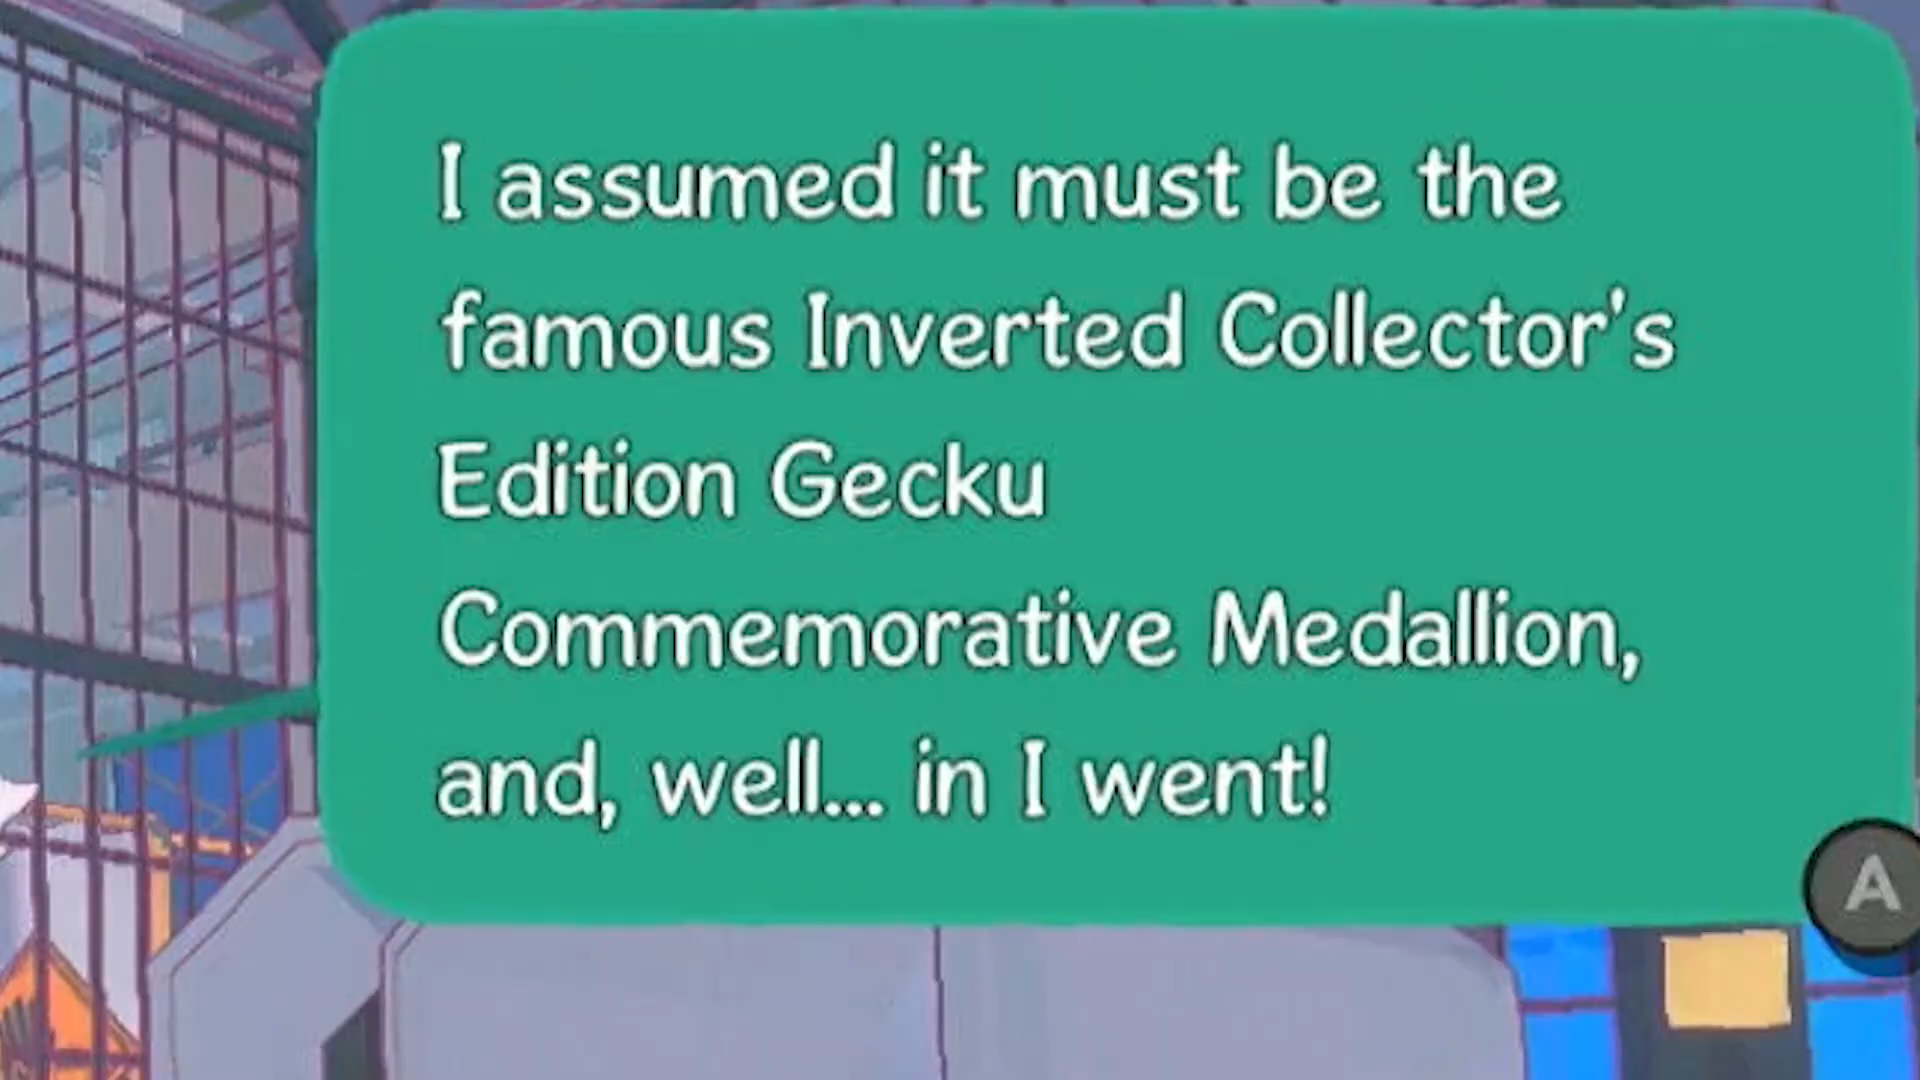 I assumed it must be the
famous Inverted Collector's
Edition Gecku
Commemorative Medallion,
and, well... in I went!
A